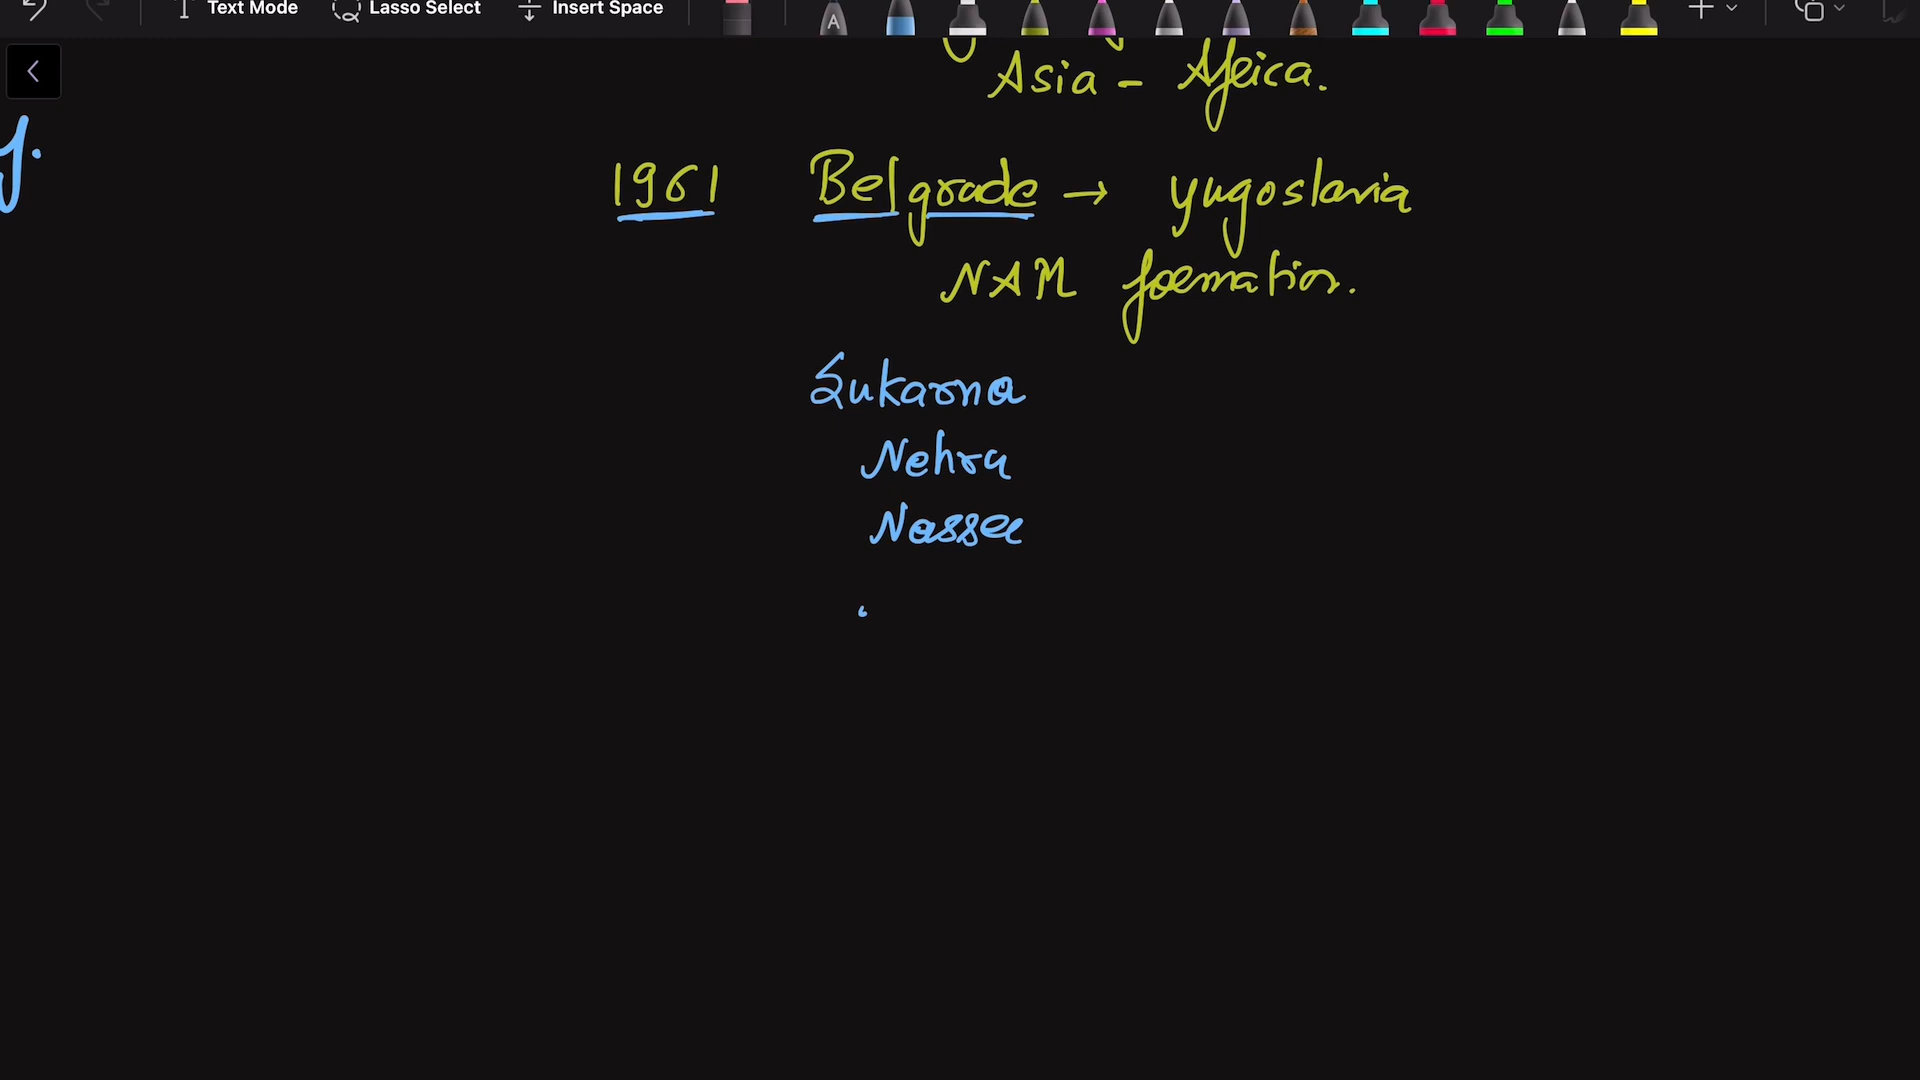 Text Mode Lasso Select Insert Space
A
Asia - Africa.
y.
1961 Belgrade → yugoslavia
NAM formation.
Sukarno
Nehru
Nasser